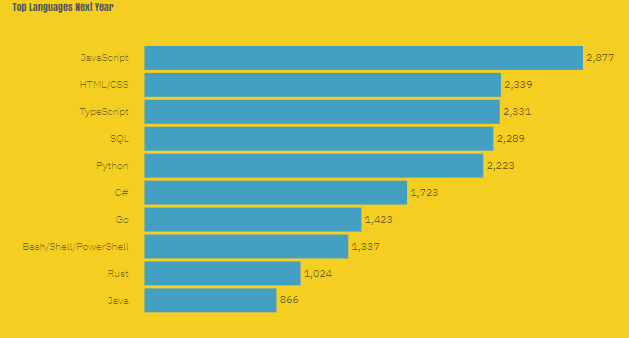 Top Languages Next Year
JavaScript 2,877
HTML/CSS 2,339
TypeScript 2,331
SQL 2,289
Python 2,223
C# 1,723
Go 1,423
Bash/Shell/PowerShell 1,337
Rust 1,024
Java 866